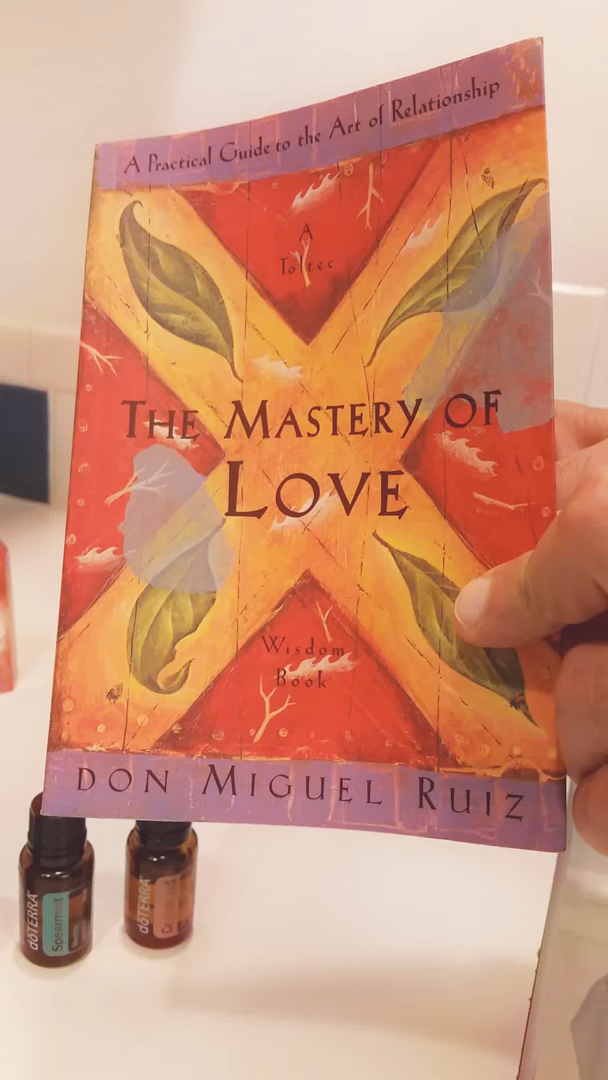 A Practical Guide to the Art of Relationship
A
Toltec
THE MASTERY OF
LOVE
Wisdom
Book
DON MIGUEL RUIZ
dōTERRA
Spearmint
dōTERRA